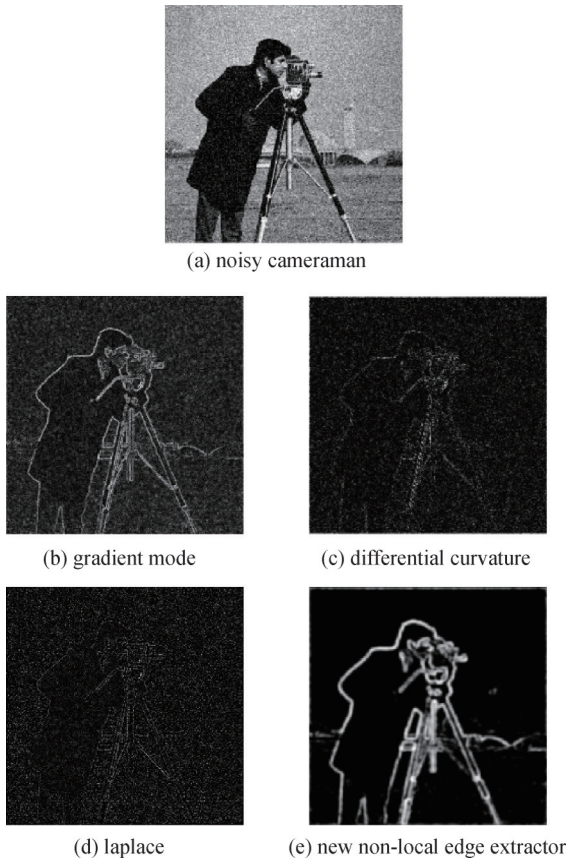 (a) noisy cameraman
(b) gradient mode
(c) differential curvature
(d) laplace
(e) new non-local edge extractor